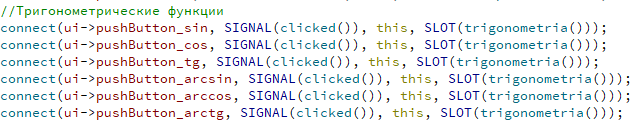 //Тригонометрические функции
connect(ui->pushButton_sin, SIGNAL(clicked()), this, SLOT(trigonometria()));
connect(ui->pushButton_cos, SIGNAL(clicked()), this, SLOT(trigonometria()));
connect(ui->pushButton_tg, SIGNAL(clicked()), this, SLOT(trigonometria()));
connect(ui->pushButton_arcsin, SIGNAL(clicked()), this, SLOT(trigonometria()));
connect(ui->pushButton_arccos, SIGNAL(clicked()), this, SLOT(trigonometria()));
connect(ui->pushButton_arctg, SIGNAL(clicked()), this, SLOT(trigonometria()));